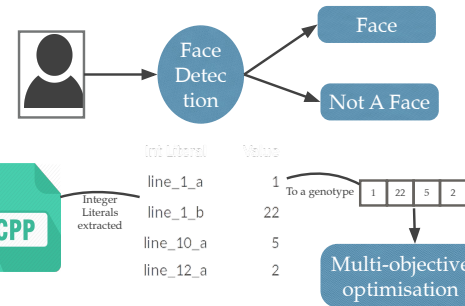 Face
Face
Detec
tion
Not A Face
Int Literal
Value
line_1_a
1
To a genotype
1 22 5 2
Integer
Literals
extracted
CPP
line_1_b
22
line_10_a
5
line_12_a
2
Multi-objective
optimisation